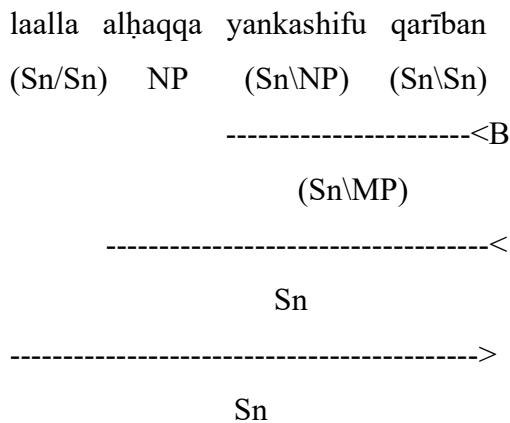 laalla alḥaqqa yankashifu qarīban
(Sn/Sn) NP (Sn\NP) (Sn\Sn)
----------------------<B
(Sn\MP)
------------------------------------<
Sn
--------------------------------------------->
Sn